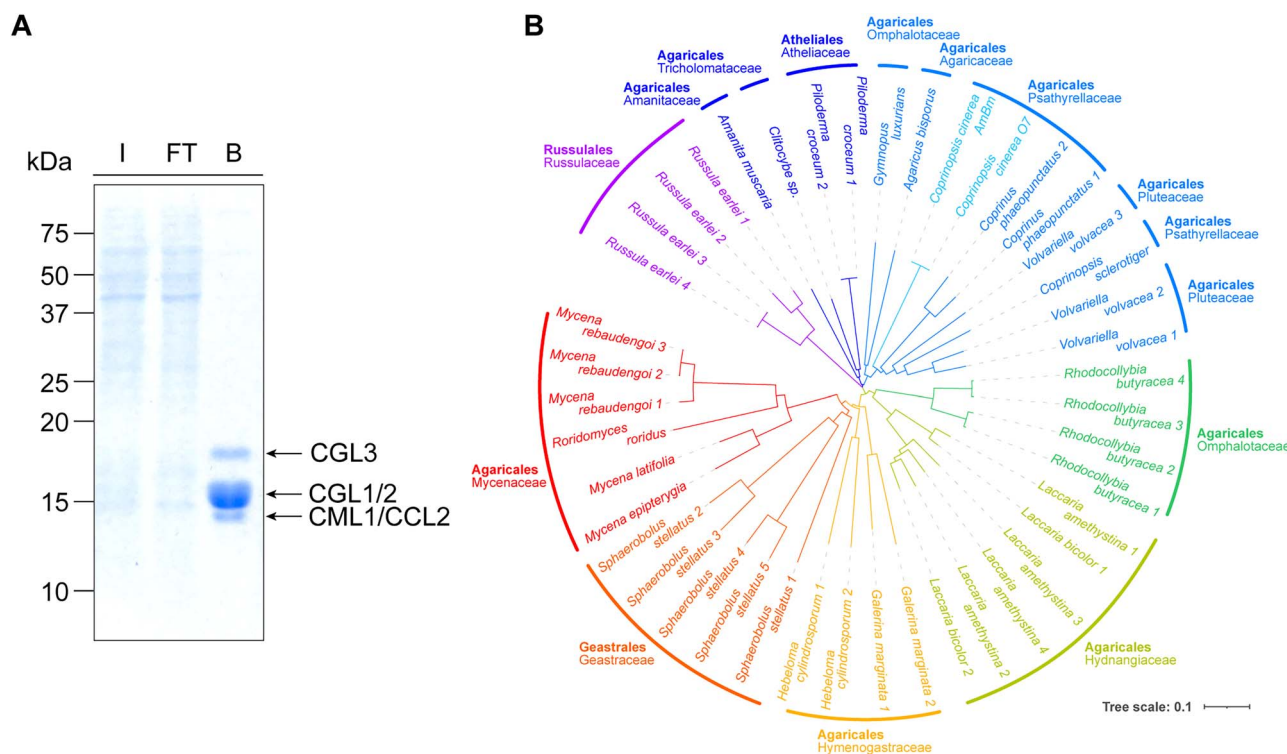 A
I FT B
kDa
75
50
37
25
20
15
10
CGL3
CGL1/2
CML1/CCL2
B
Russulales
Russulaceae
Agaricales
Amanitaceae
Agaricales
Tricholomataceae
Atheliales
Atheliaceae
Agaricales
Omphalotaceae
Agaricales
Agaricaceae
Agaricales
Psathyrellaceae
Agaricales
Pluteaceae
Agaricales
Psathyrellaceae
Agaricales
Pluteaceae
Agaricales
Omphalotaceae
Agaricales
Hydnangiaceae
Agaricales
Hymenogastraceae
Geastrales
Geastraceae
Agaricales
Mycenaceae
Russula earlei 4
Russula earlei 3
Russula earlei 2
Russula earlei 1
Amanita muscaria
Clitocybe sp.
Piloderma
croceum 2
Piloderma
croceum 1
Gymnopus
luxurians
Agaricus bisporus
Coprinopsis cinerea
AmBm
Coprinopsis
cinerea O7
Coprinus
phaeopunctatus 2
Coprinus
phaeopunctatus 1
Volvariella
volvacea 3
Coprinopsis
sclerotiger
Volvariella
volvacea 2
Volvariella
volvacea 1
Rhodocollybia
butyracea 4
Rhodocollybia
butyracea 3
Rhodocollybia
butyracea 2
Rhodocollybia
butyracea 1
Laccaria
amethystina 1
Laccaria bicolor 1
Laccaria
amethystina 3
Laccaria
amethystina 4
Laccaria
amethystina 2
Laccaria bicolor 2
Galerina marginata 2
Galerina marginata 1
Hebeloma
cylindrosporum 2
Hebeloma
cylindrosporum 1
Sphaerobolus
stellatus 1
Sphaerobolus
stellatus 5
Sphaerobolus
stellatus 4
Sphaerobolus
stellatus 3
Sphaerobolus
stellatus 2
Mycena epipterygia
Mycena latifolia
Roridomyces
roridus
Mycena
rebaudengoi 1
Mycena
rebaudengoi 2
Mycena
rebaudengoi 3
Tree scale: 0.1